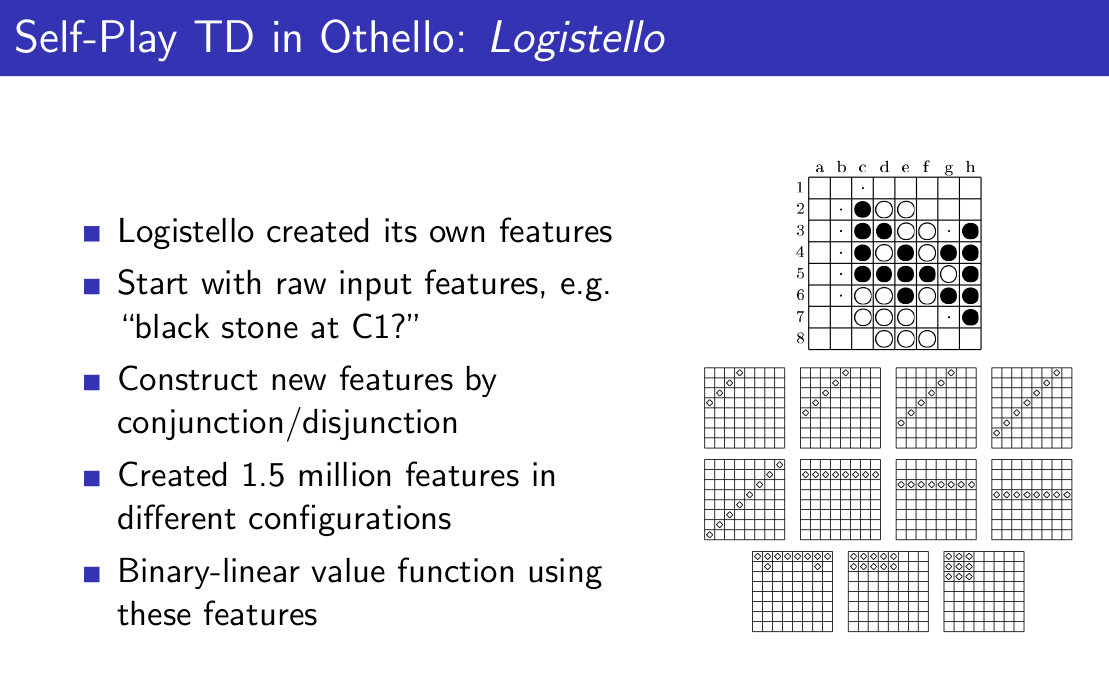 Self-Play TD in Othello: Logistello
Logistello created its own features
Start with raw input features, e.g.
“black stone at C1?”
Construct new features by
conjunction/disjunction
Created 1.5 million features in
different configurations
Binary-linear value function using
these features
a b c d e f g h
1
2
3
4
5
6
7
8